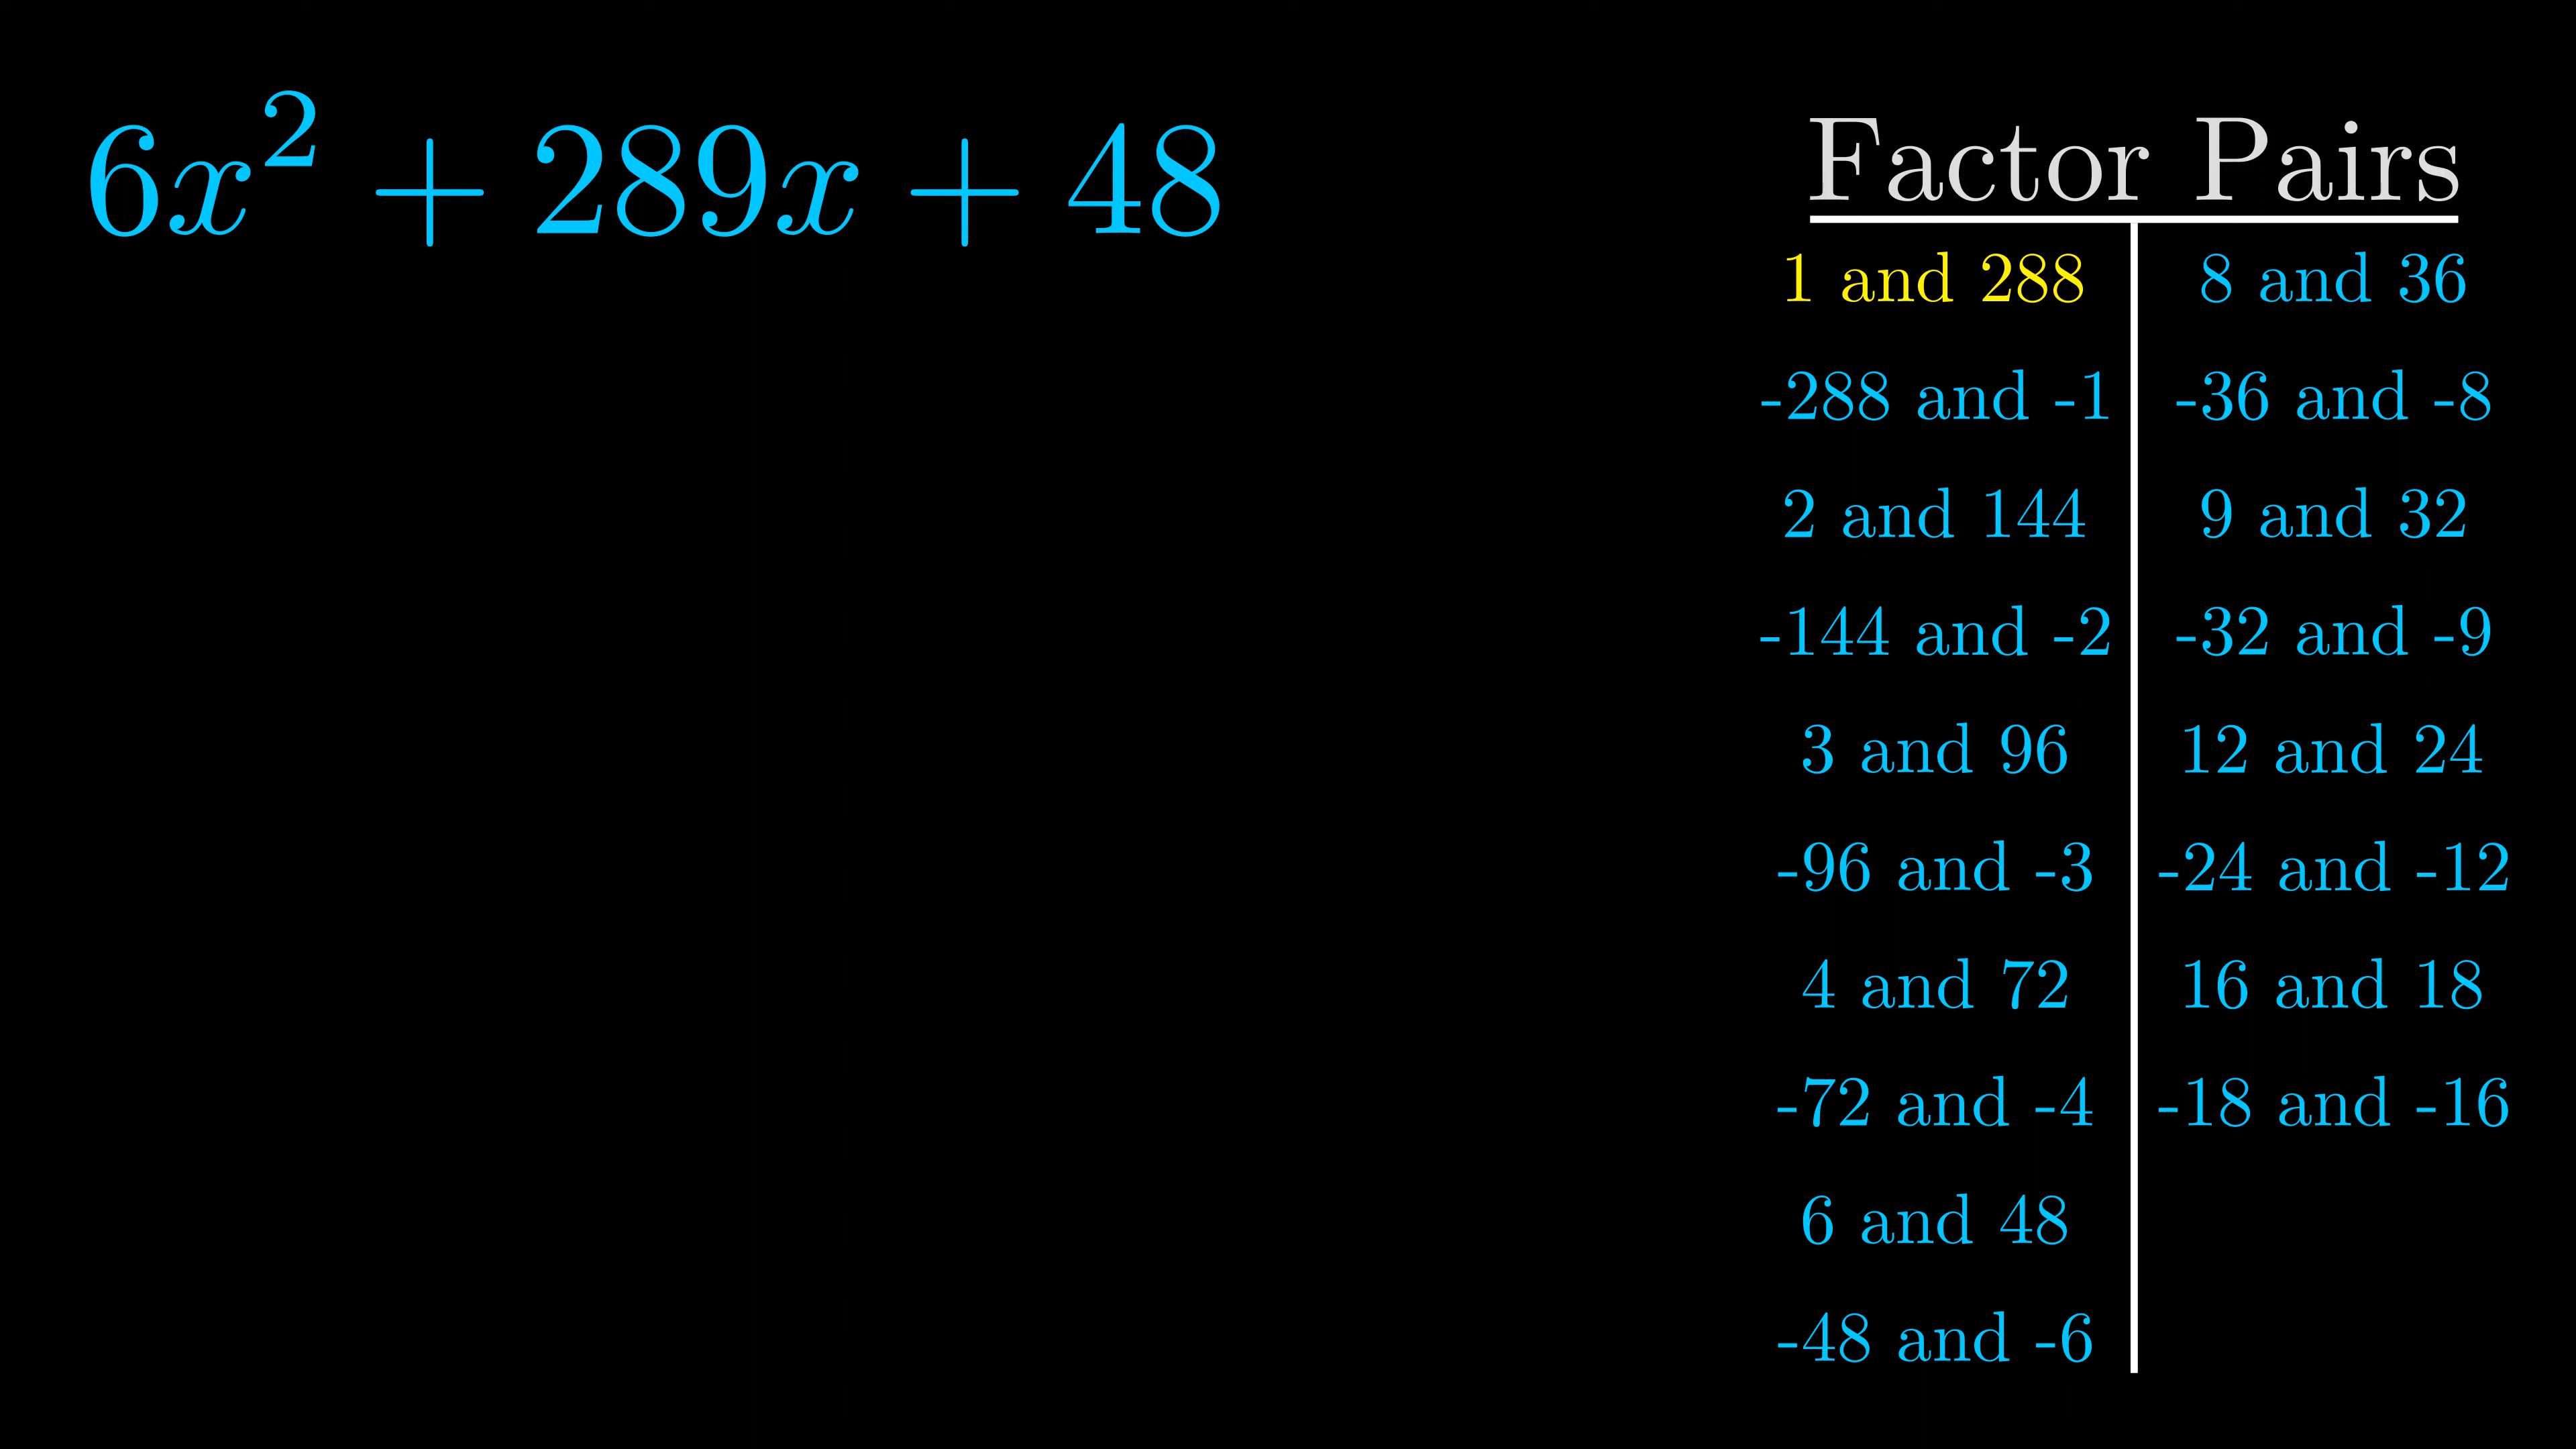 6x² + 289x + 48
Factor Pairs
1 and 288
-288 and -1
2 and 144
-144 and -2
3 and 96
-96 and -3
4 and 72
-72 and -4
6 and 48
-48 and -6
8 and 36
-36 and -8
9 and 32
-32 and -9
12 and 24
-24 and -12
16 and 18
-18 and -16